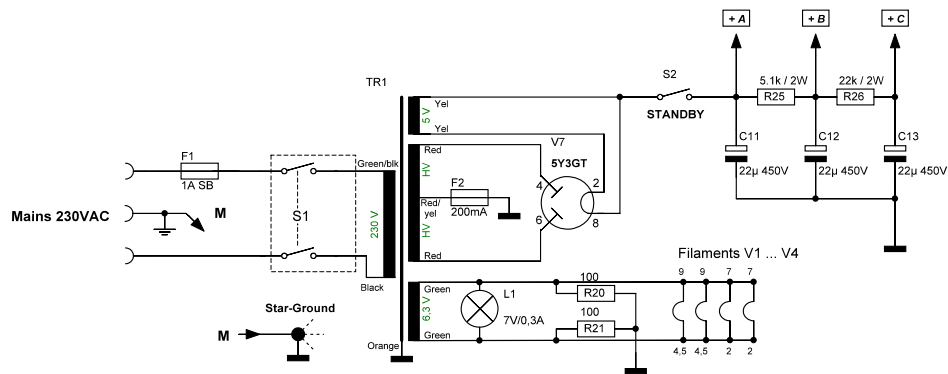 + A
+ B
+ C
S2
5.1k / 2W
22k / 2W
TR1
R25
R26
5 V
Yel
STANDBY
Yel
V7
C11
C12
C13
Red
5Y3GT
F1
Green/blk
HV
22µ 450V
22µ 450V
22µ 450V
1A SB
F2
4
2
Red/
yel
200mA
Mains 230VAC
M
S1
230 V
HV
6
8
Red
Filaments V1 ... V4
Black
Green
100
9
9
7
7
L1
R20
Star-Ground
6,3 V
7V/0,3A
100
M
Green
R21
Orange
4,5
4,5
2
2